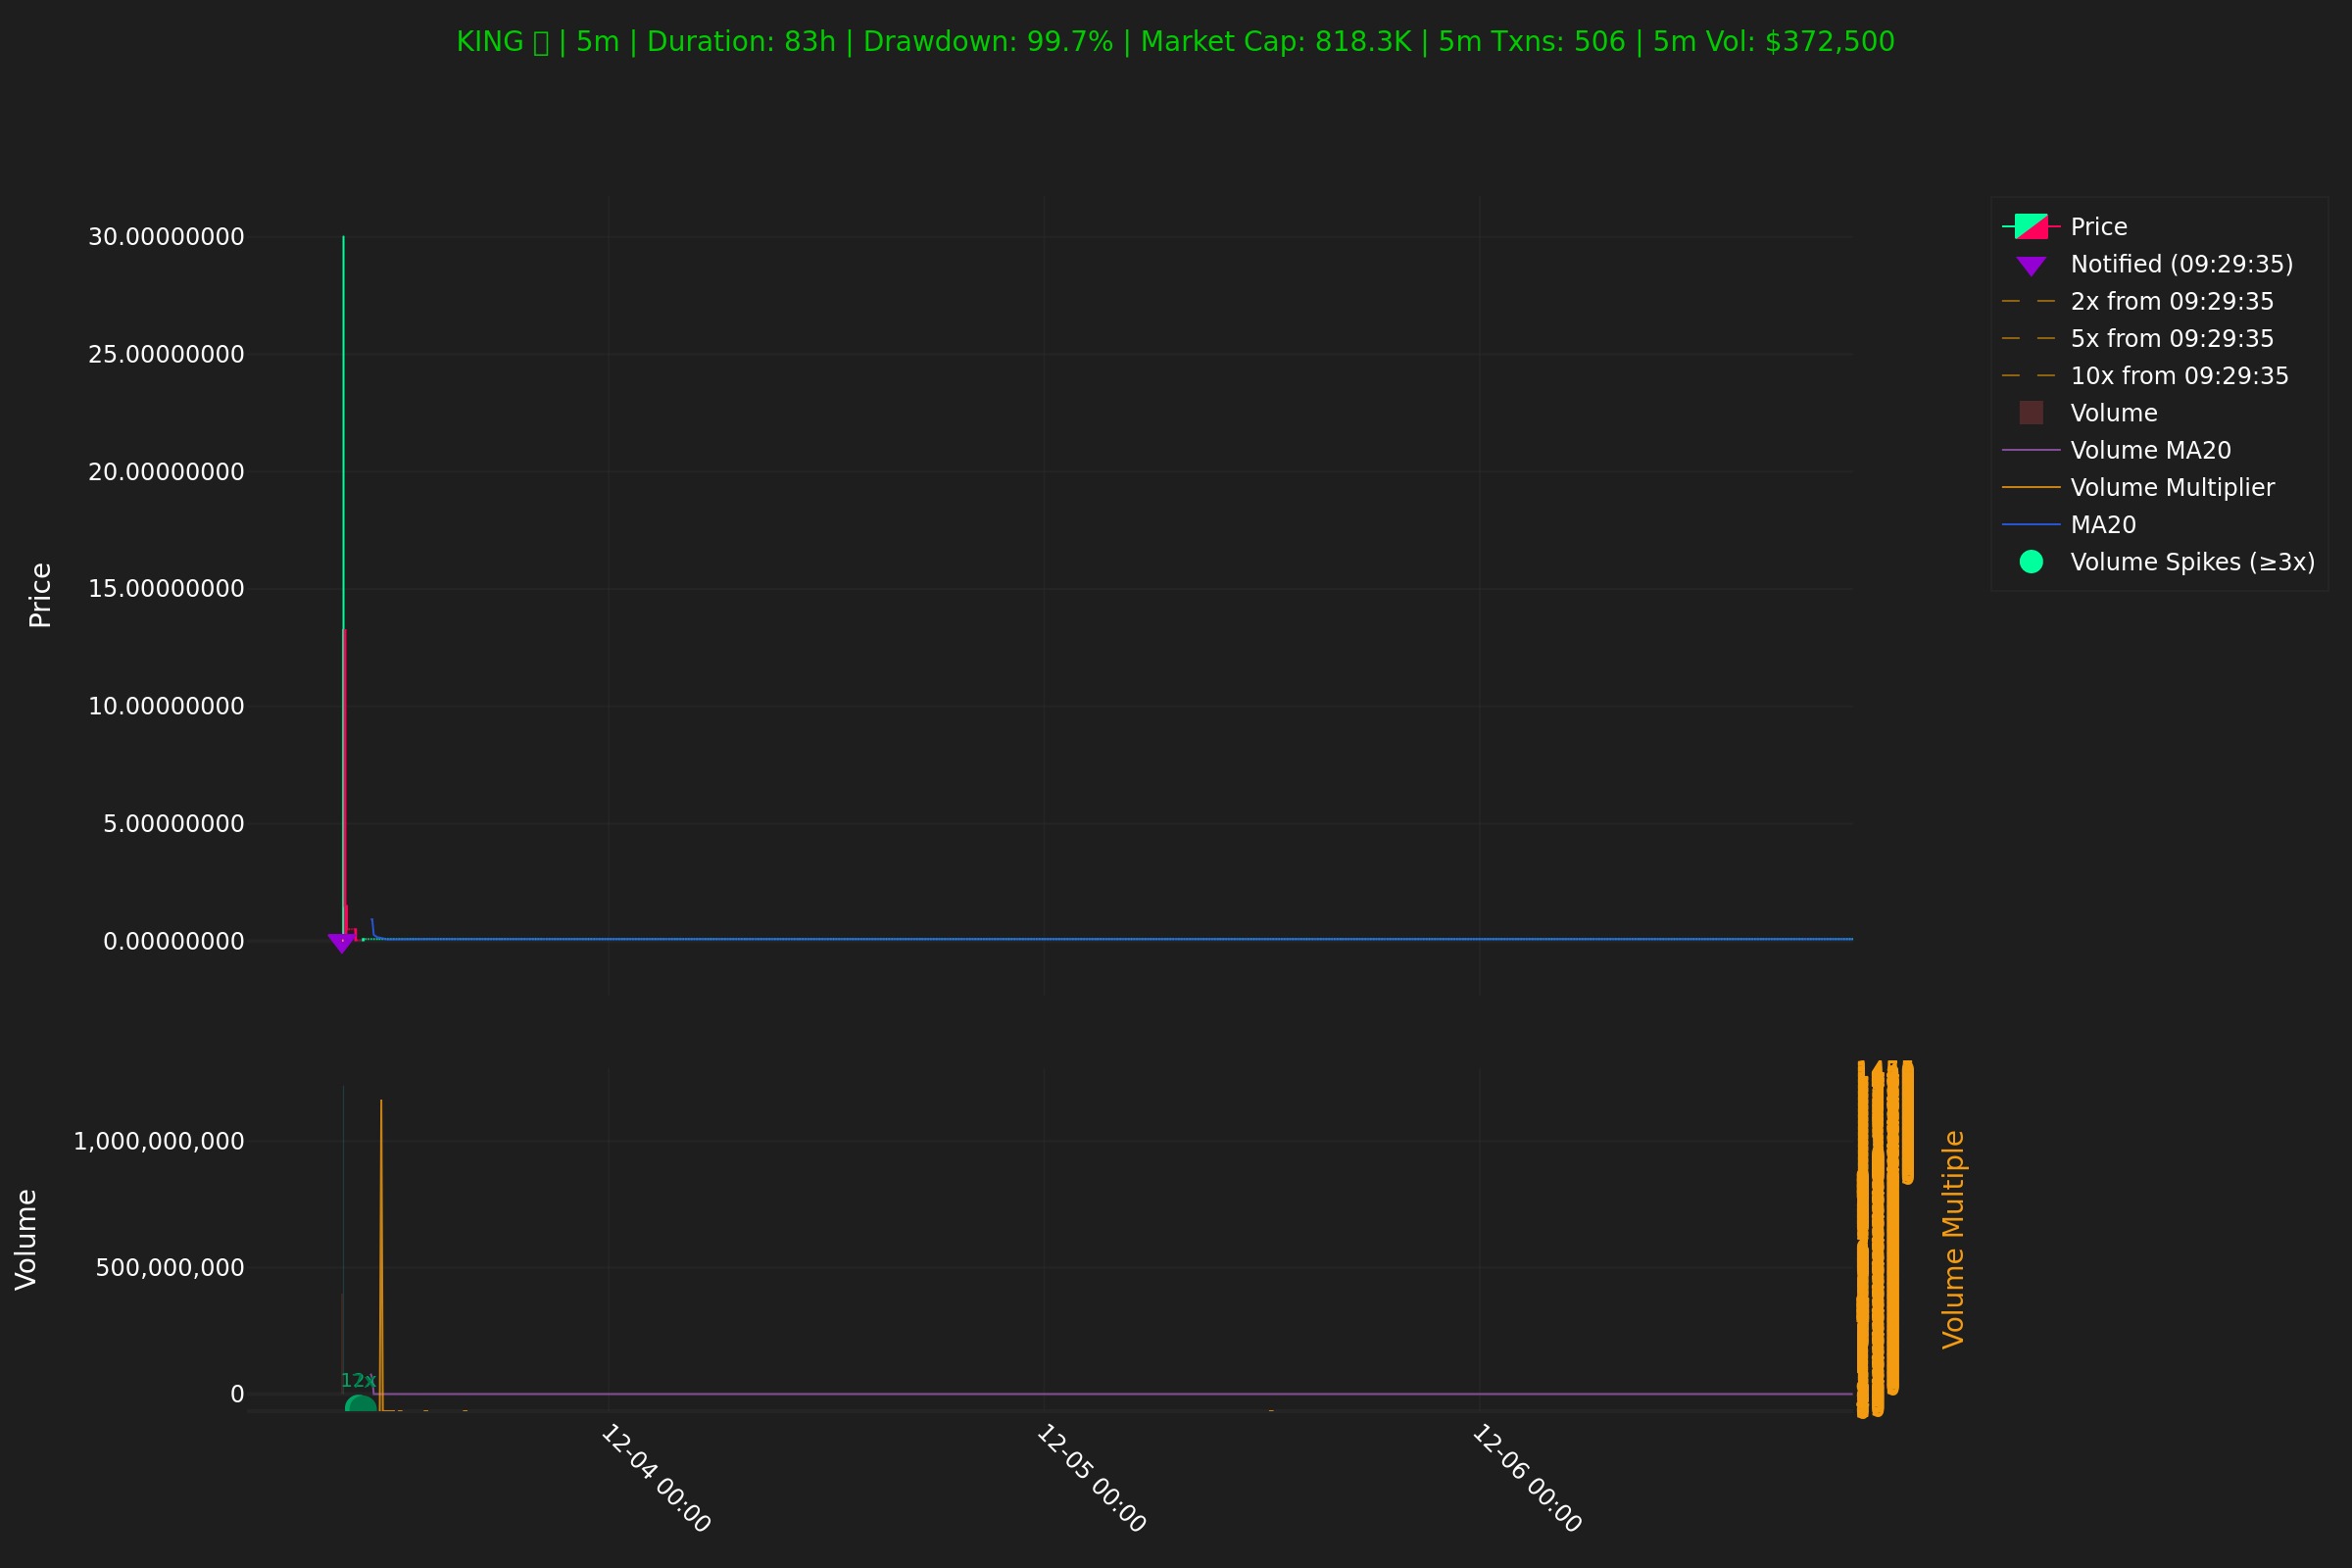 KING | 5m | Duration: 83h | Drawdown: 99.7% | Market Cap: 818.3K | 5m Txns: 506 | 5m Vol: $372,500
30.00000000
25.00000000
20.00000000
15.00000000
10.00000000
5.00000000
0.00000000
Price
Price
Notified (09:29:35)
2x from 09:29:35
5x from 09:29:35
10x from 09:29:35
Volume
Volume MA20
Volume Multiplier
MA20
Volume Spikes (≥3x)
1,000,000,000
500,000,000
0
Volume
12x
Volume Multiple
12-04 00:00
12-05 00:00
12-06 00:00